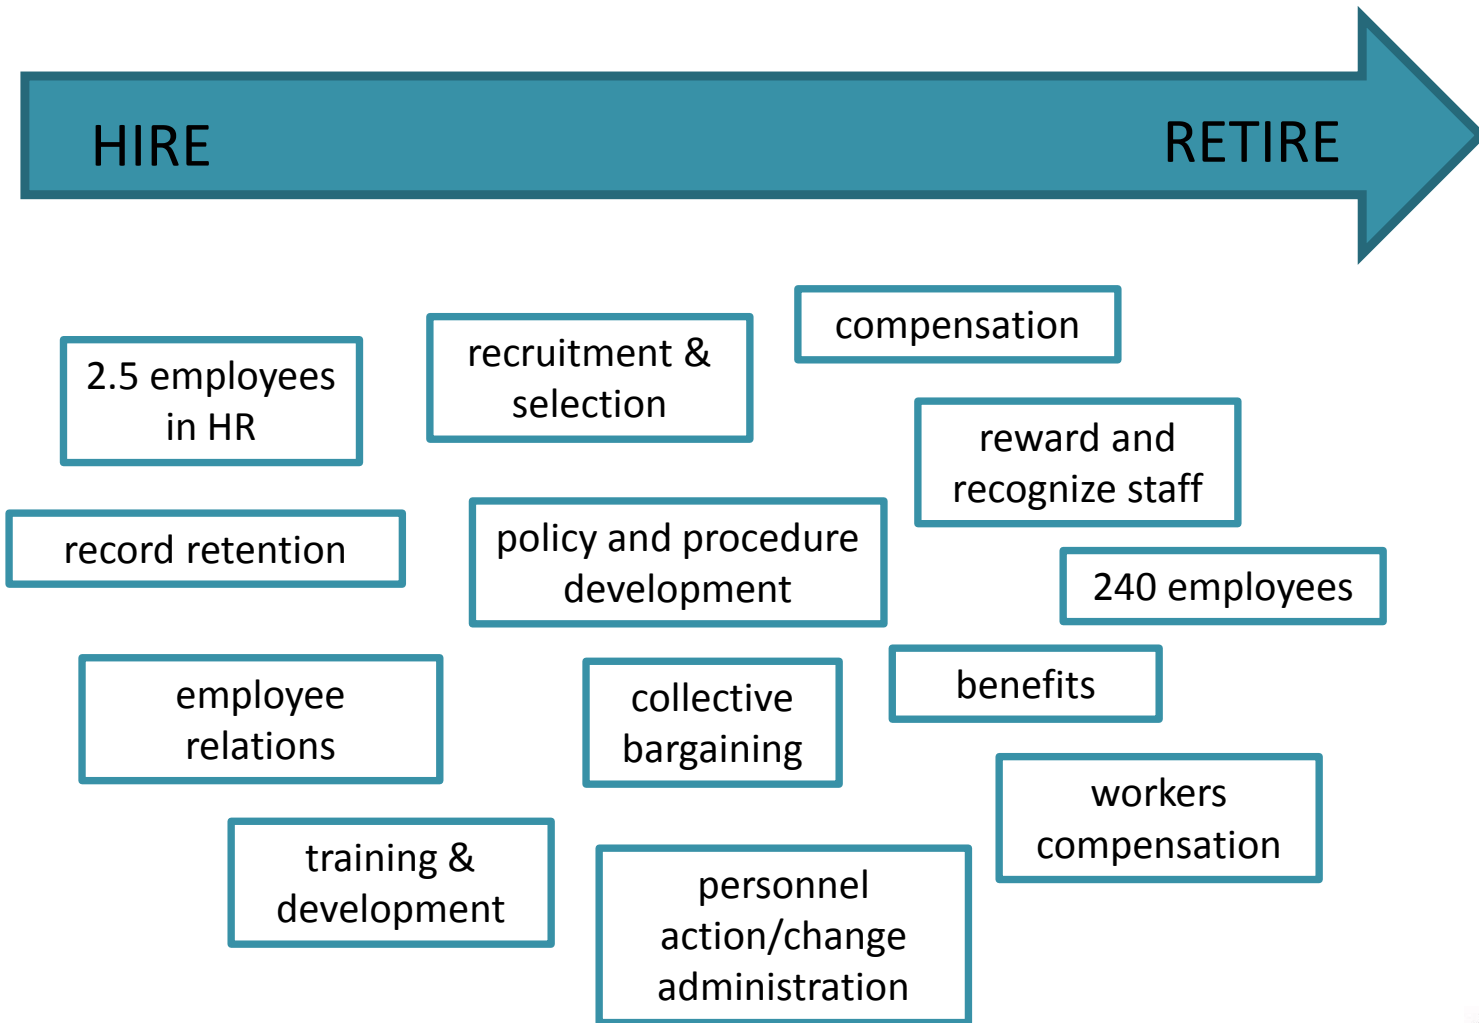 HIRE
RETIRE
compensation
recruitment &
selection
2.5 employees
in HR
reward and
recognize staff
record retention
policy and procedure
development
240 employees
employee
relations
collective
bargaining
benefits
workers
compensation
training &
development
personnel
action/change
administration